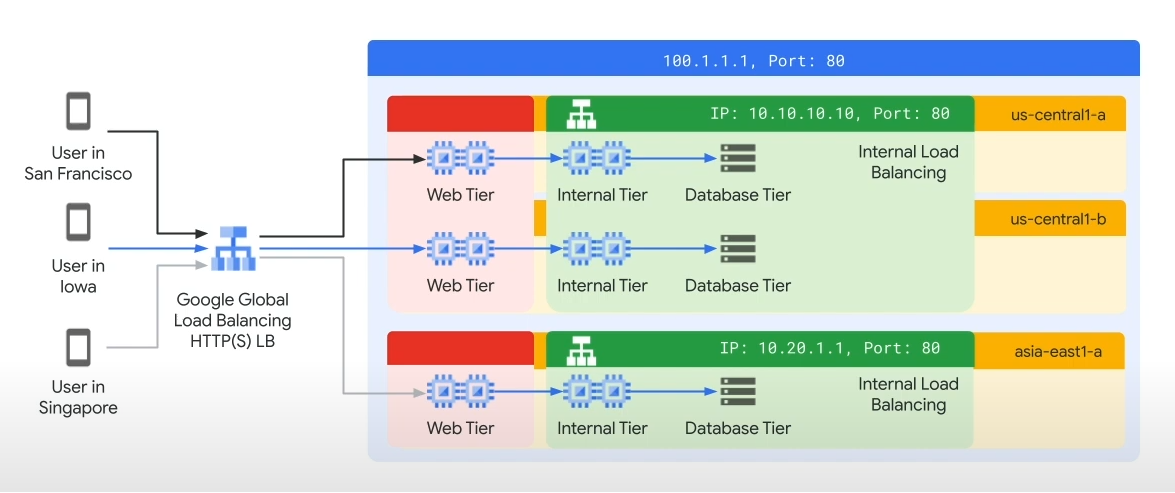 100.1.1.1, Port: 80
User in
San Francisco
User in
Iowa
User in
Singapore
Google Global
Load Balancing
HTTP(S) LB
IP: 10.10.10.10, Port: 80
us-central1-a
Internal Load
Balancing
Web Tier
Internal Tier
Database Tier
us-central1-b
Web Tier
Internal Tier
Database Tier
IP: 10.20.1.1, Port: 80
asia-east1-a
Internal Load
Balancing
Web Tier
Internal Tier
Database Tier